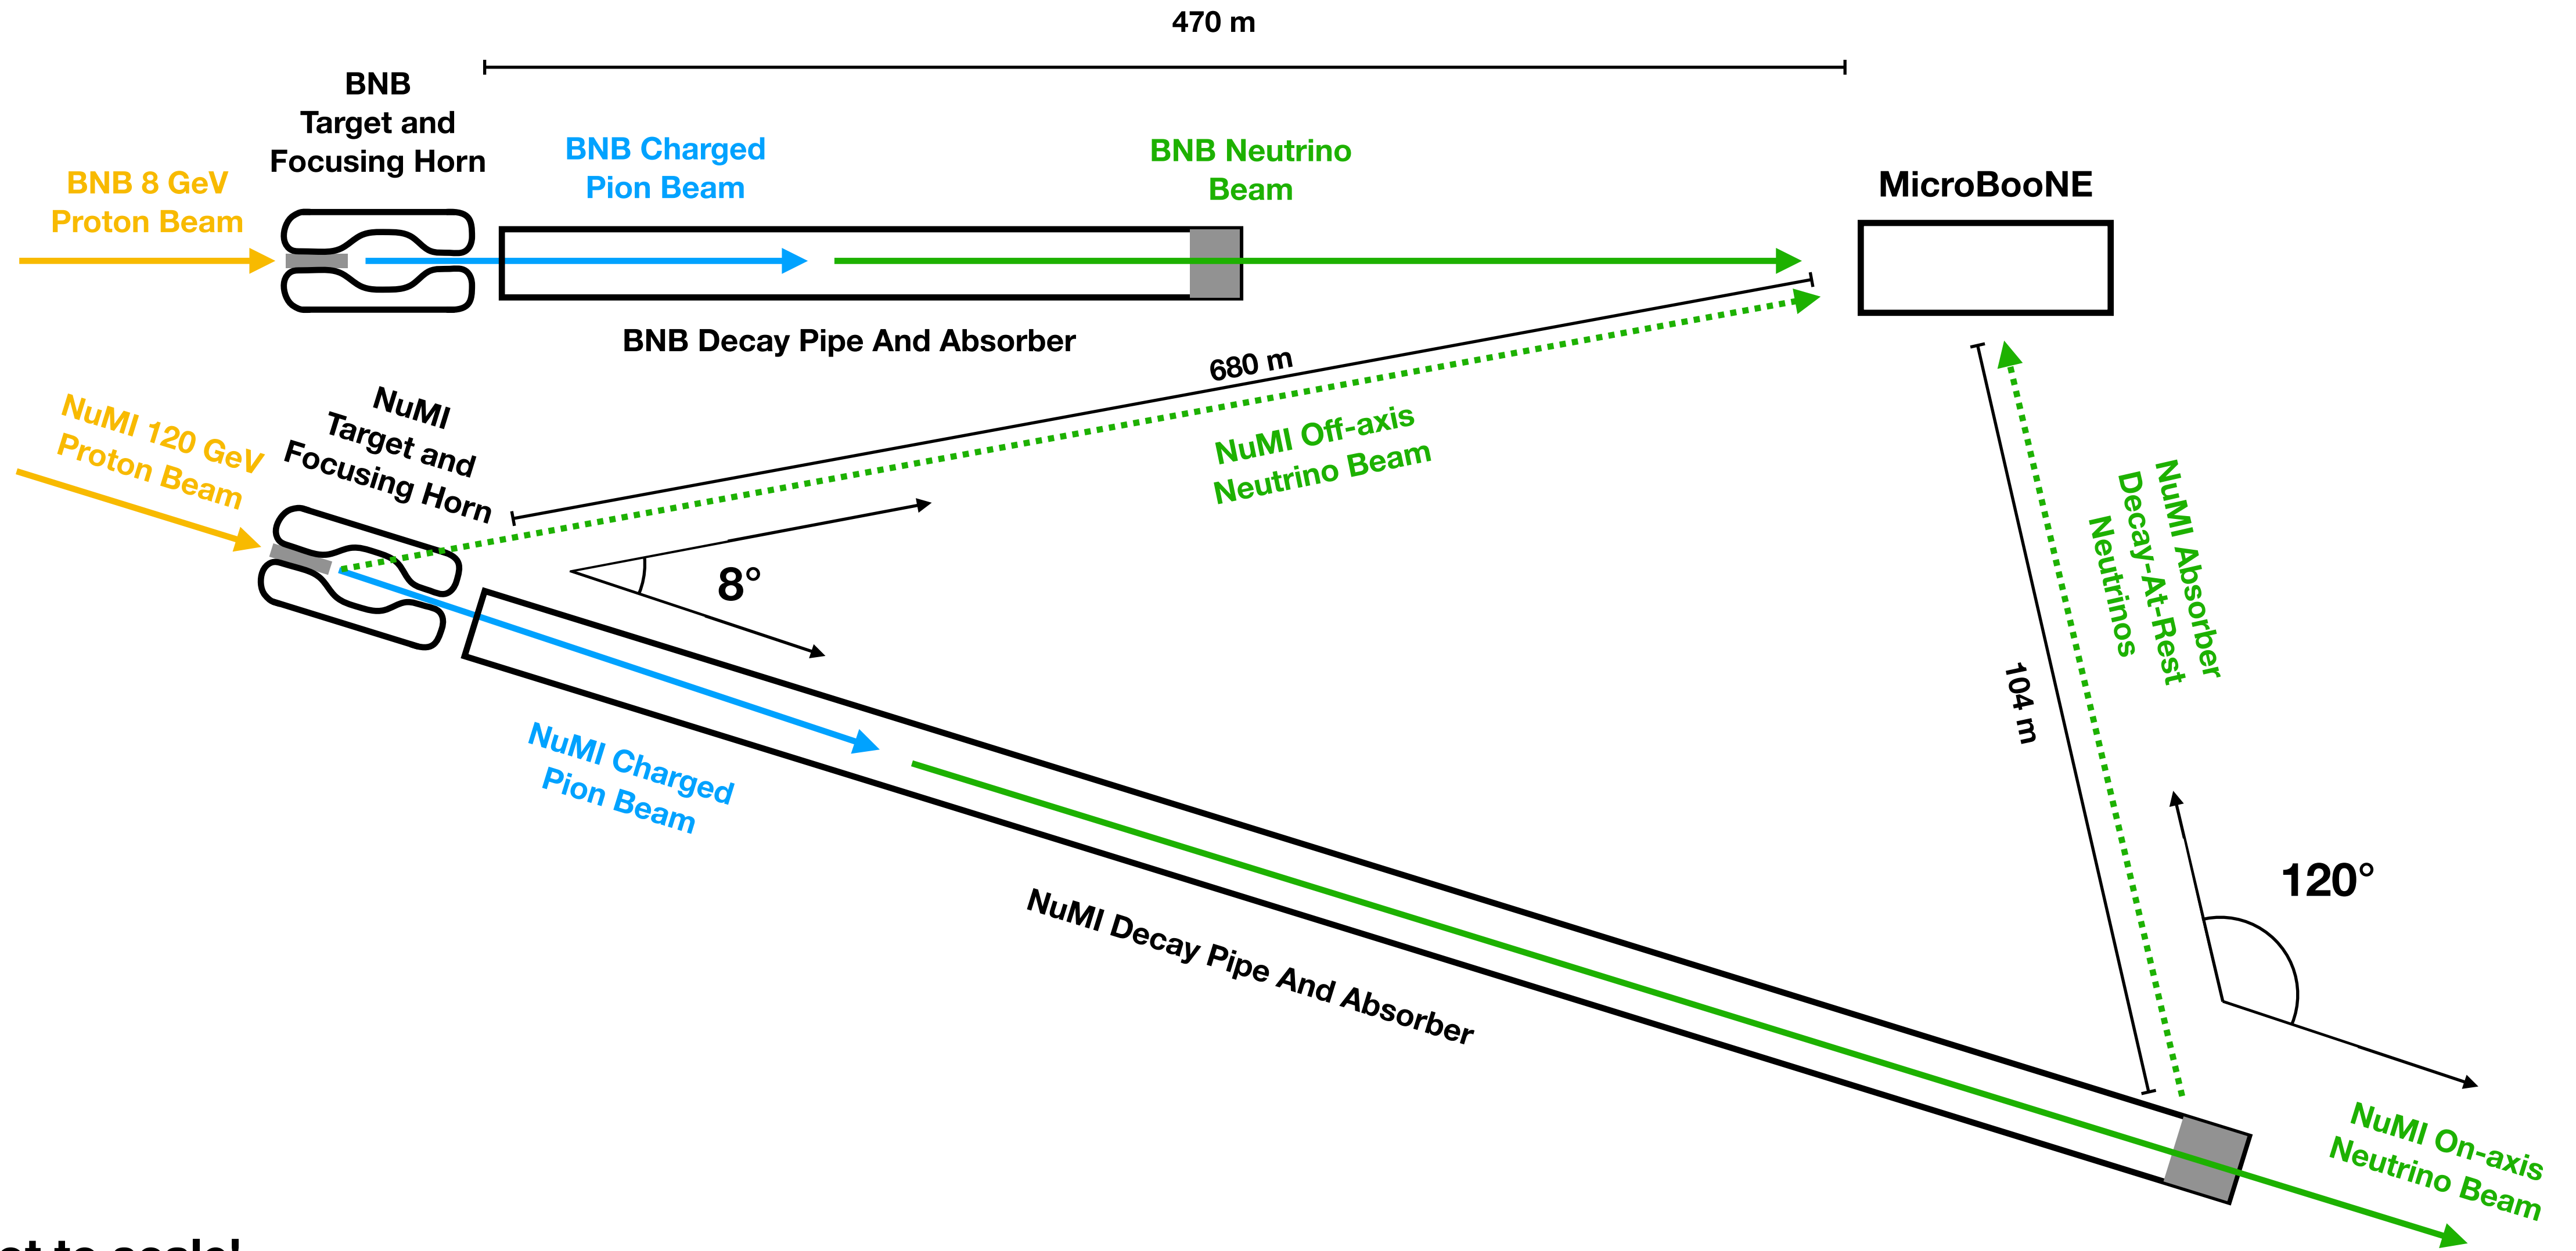 470 m
BNB
Target and
Focusing Horn
BNB 8 GeV
Proton Beam
BNB Charged
Pion Beam
BNB Neutrino
Beam
MicroBooNE
BNB Decay Pipe And Absorber
680 m
NuMI Off-axis
Neutrino Beam
NuMI 120 GeV
Proton Beam
NuMI
Target and
Focusing Horn
8°
NuMI Charged
Pion Beam
NuMI Decay Pipe And Absorber
104 m
NuMI Absorber
Decay-At-Rest
Neutrinos
120°
NuMI On-axis
Neutrino Beam
to scale!